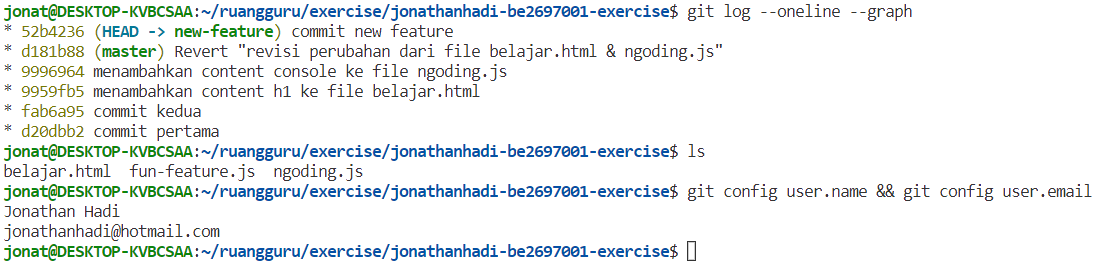 jonat@DESKTOP-KVBCSAA:~/ruangguru/exercise/jonathanhadi-be2697001-exercise$ git log --oneline --graph
* 52b4236 (HEAD -> new-feature) commit new feature
* d181b88 (master) Revert "revisi perubahan dari file belajar.html & ngoding.js"
* 9996964 menambahkan content console ke file ngoding.js
* 9959fb5 menambahkan content h1 ke file belajar.html
* fab6a95 commit kedua
* d20dbb2 commit pertama
jonat@DESKTOP-KVBCSAA:~/ruangguru/exercise/jonathanhadi-be2697001-exercise$ ls
belajar.html  fun-feature.js  ngoding.js
jonat@DESKTOP-KVBCSAA:~/ruangguru/exercise/jonathanhadi-be2697001-exercise$ git config user.name && git config user.email
Jonathan Hadi
jonathanhadi@hotmail.com
jonat@DESKTOP-KVBCSAA:~/ruangguru/exercise/jonathanhadi-be2697001-exercise$